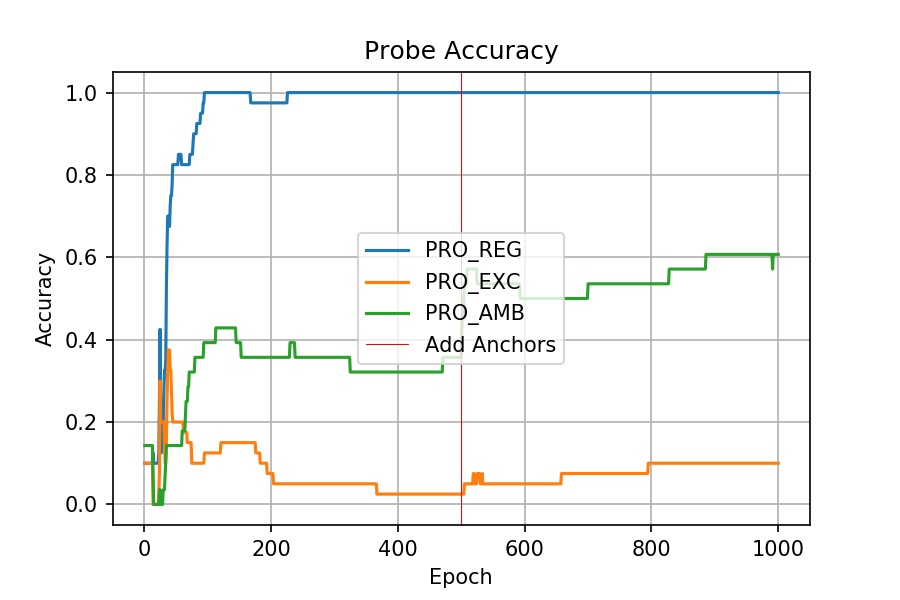 Probe Accuracy
1.0
0.8
0.6
0.4
0.2
0.0
Accuracy
PRO_REG
PRO_EXC
PRO_AMB
Add Anchors
0 200 400 600 800 1000
Epoch